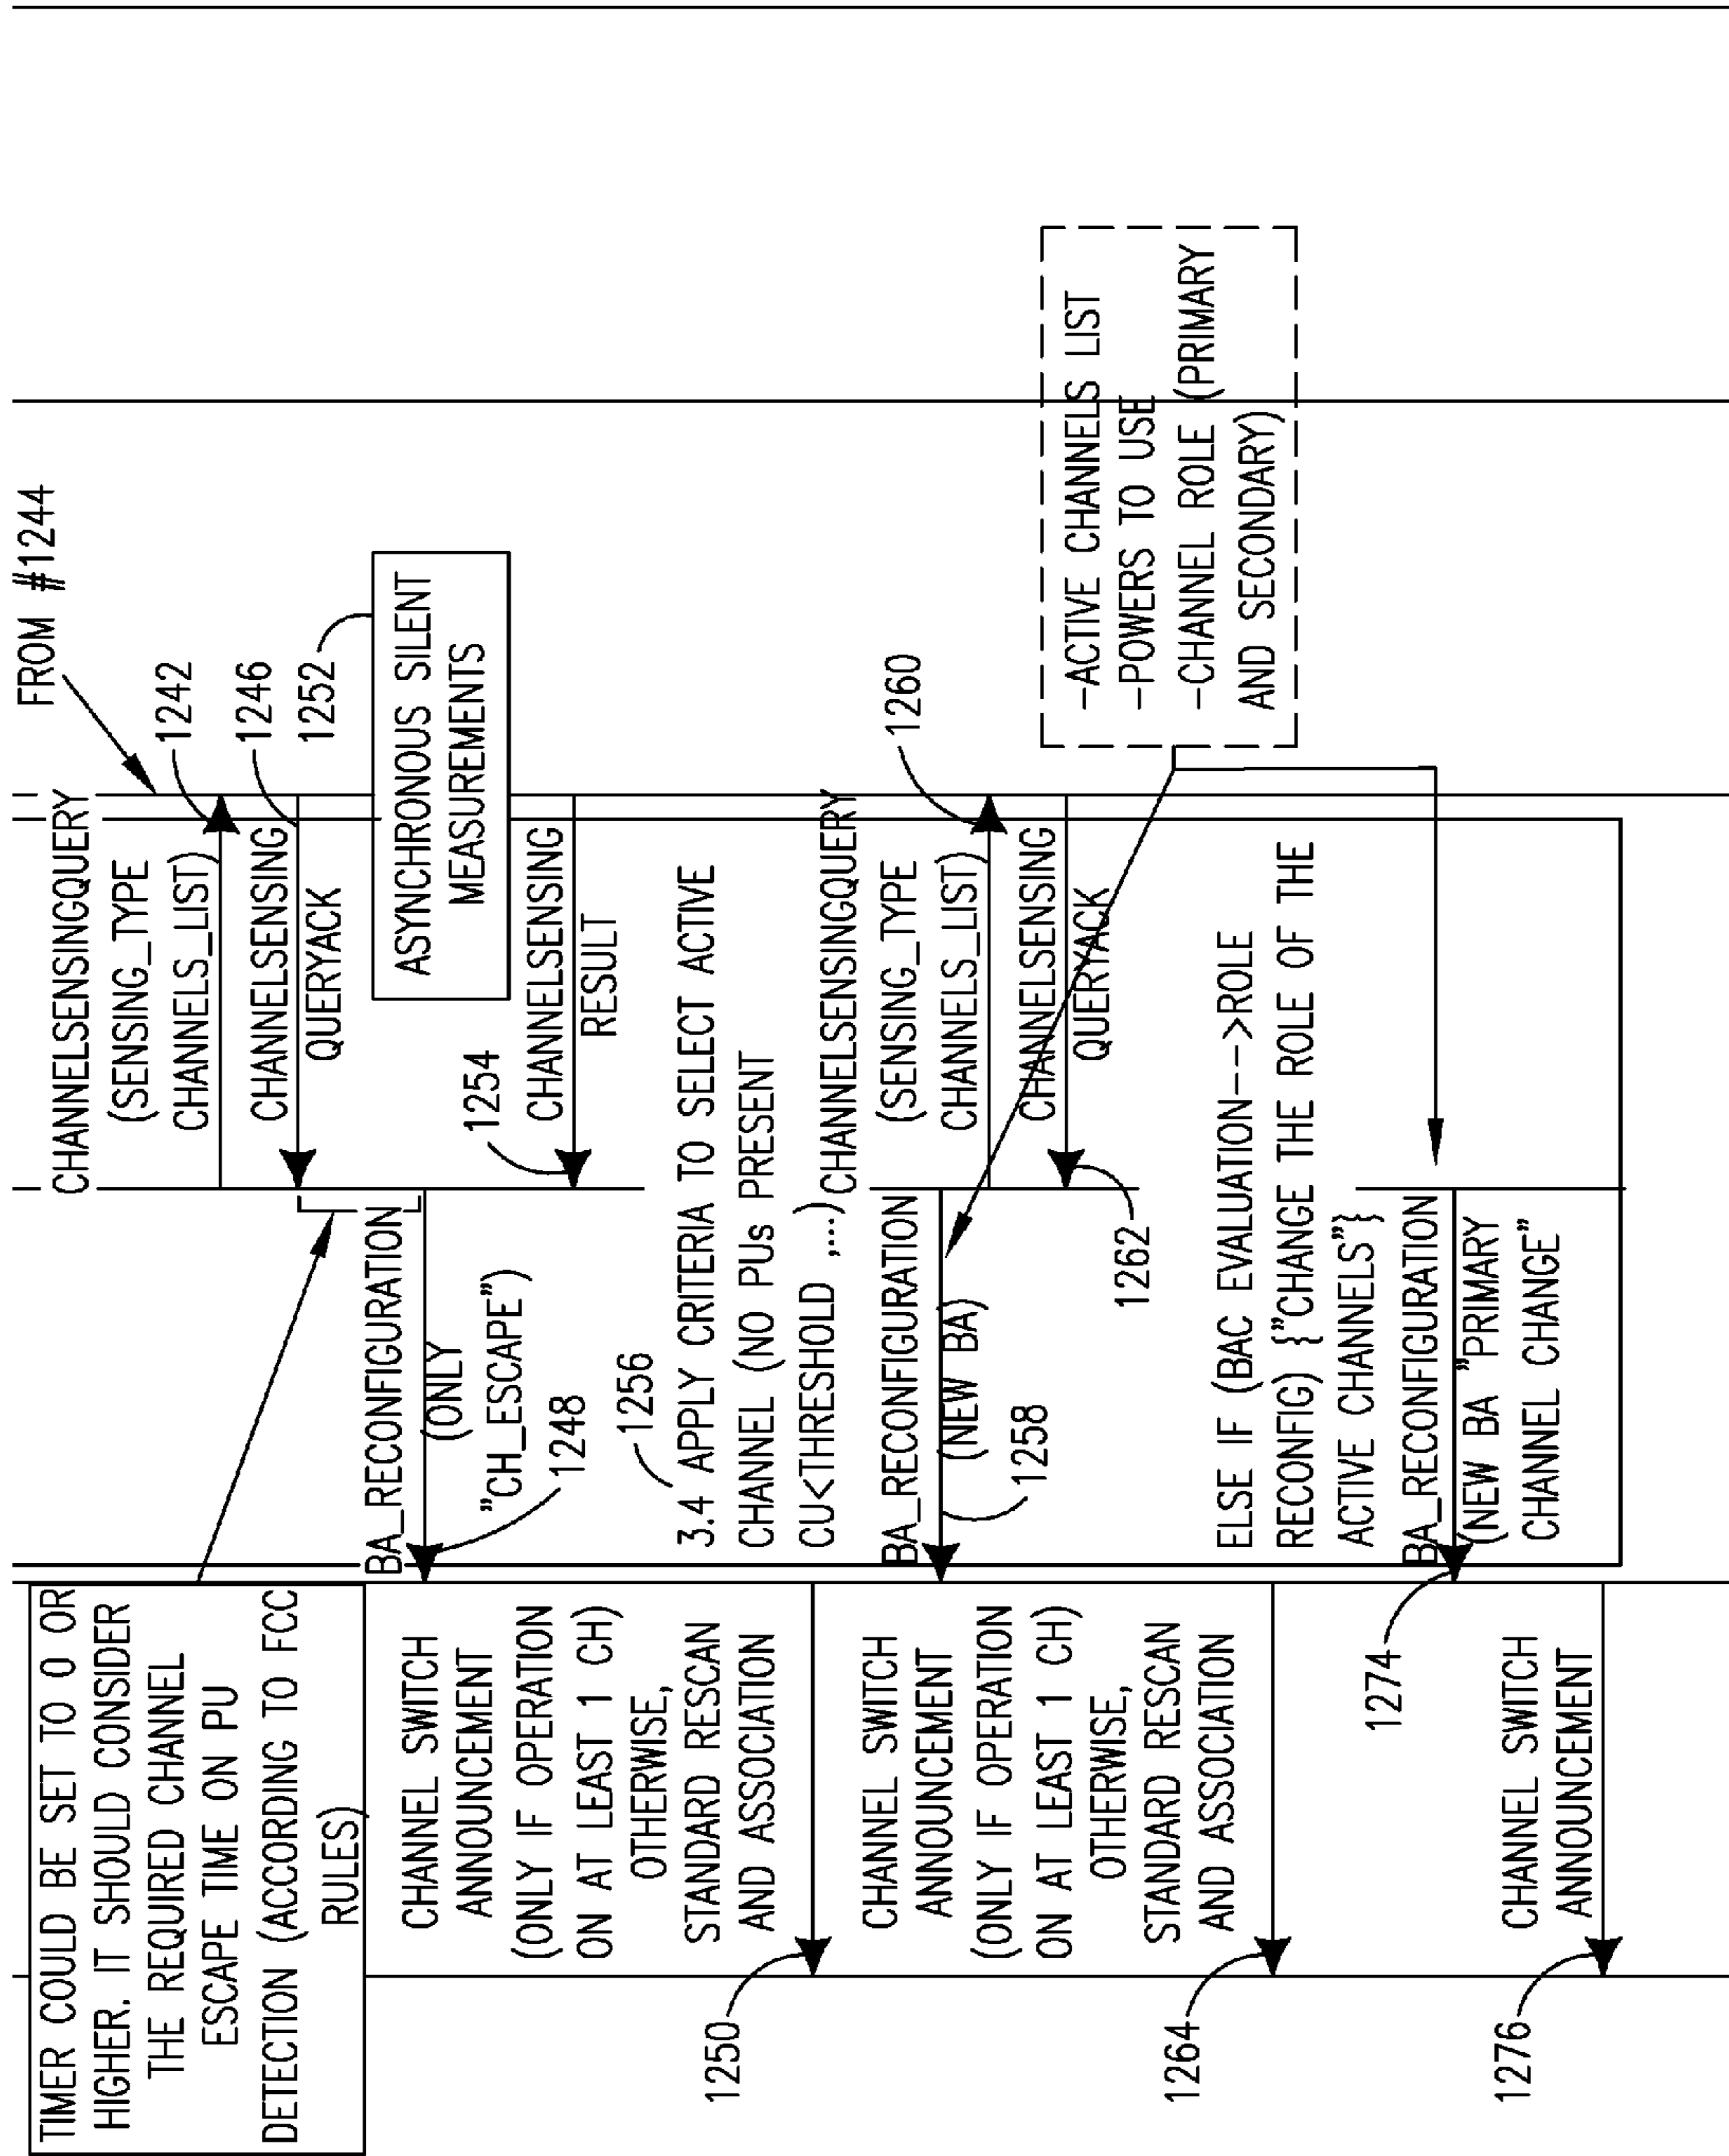 FROM #1244
TIMER COULD BE SET TO 0 OR
HIGHER. IT SHOULD CONSIDER
THE REQUIRED CHANNEL
ESCAPE TIME ON PU
DETECTION (ACCORDING TO FCC
RULES)
CHANNELSENSINGQUERY
(SENSING_TYPE
CHANNELS_LIST)
1242
CHANNELSENSING
QUERYACK
1246
1252
ASYNCHRONOUS SILENT
MEASUREMENTS
BA_RECONFIGURATION
(ONLY
"CH_ESCAPE")
1248
CHANNEL SWITCH
ANNOUNCEMENT
(ONLY IF OPERATION
ON AT LEAST 1 CH)
OTHERWISE,
STANDARD RESCAN
AND ASSOCIATION
1250
1254
CHANNELSENSING
RESULT
1256
3.4 APPLY CRITERIA TO SELECT ACTIVE
CHANNEL (NO PUs PRESENT
CU<THRESHOLD ,....)
CHANNELSENSINGQUERY
(SENSING_TYPE
CHANNELS_LIST)
1260
CHANNELSENSING
QUERYACK
1262
BA_RECONFIGURATION
(NEW BA)
1258
CHANNEL SWITCH
ANNOUNCEMENT
(ONLY IF OPERATION
ON AT LEAST 1 CH)
OTHERWISE,
STANDARD RESCAN
AND ASSOCIATION
1264
-ACTIVE CHANNELS LIST
-POWERS TO USE
-CHANNEL ROLE (PRIMARY
AND SECONDARY)
ELSE IF (BAC EVALUATION-->ROLE
RECONFIG) {"CHANGE THE ROLE OF THE
ACTIVE CHANNELS"}
BA_RECONFIGURATION
(NEW BA "PRIMARY
CHANNEL CHANGE"
1274
CHANNEL SWITCH
ANNOUNCEMENT
1276